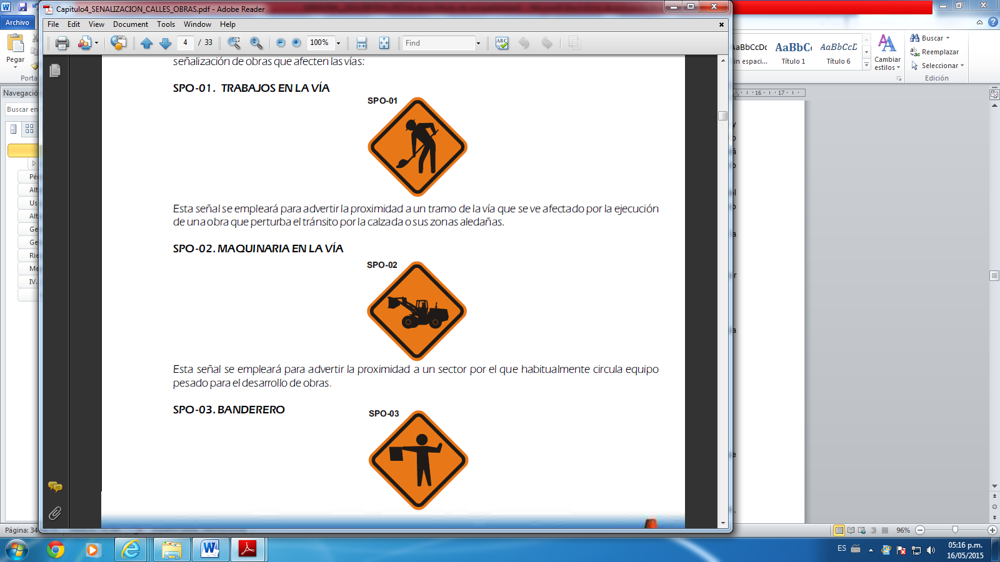 Capitulo4_SENALIZACION_CALLES_OBRAS.pdf - Adobe Reader
File Edit View Document Tools Window Help
4 / 33 100% Find
señalización de obras que afecten las vías:
SPO-01. TRABAJOS EN LA VÍA
SPO-01
Esta señal se empleará para advertir la proximidad a un tramo de la vía que se ve afectado por la ejecución
de una obra que perturba el tránsito por la calzada o sus zonas aledañas.
SPO-02. MAQUINARIA EN LA VÍA
SPO-02
Esta señal se empleará para advertir la proximidad a un sector por el que habitualmente circula equipo
pesado para el desarrollo de obras.
SPO-03. BANDERERO
SPO-03
Archivo
Pegar
Porta
Navegació
Buscar en
Pér
Alt
Us
Alt
Ge
Ge
Rie
Me
IV.
Página: 34
AaBbCcDc AaBbC AaBbCcD
in espaci... Título 1 Título 6
Cambiar
estilos
Buscar
Reemplazar
Seleccionar
Edición
16 17
y
o
á
o
el
o
a
r
a
e
96%
ES
05:16 p.m.
16/05/2015